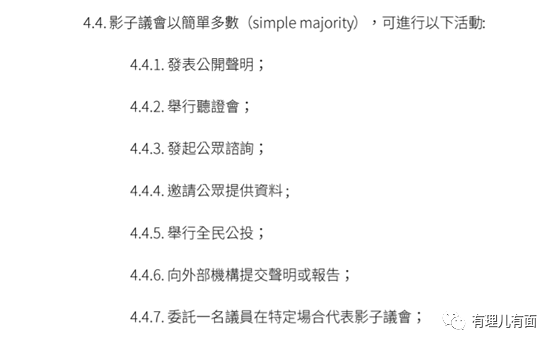 4.4. 影子議會以簡單多數（simple majority），可進行以下活動:
4.4.1. 發表公開聲明；
4.4.2. 舉行聽證會；
4.4.3. 發起公眾諮詢；
4.4.4. 邀請公眾提供資料；
4.4.5. 舉行全民公投；
4.4.6. 向外部機構提交聲明或報告；
4.4.7. 委託一名議員在特定場合代表影子議會；
有理儿有面